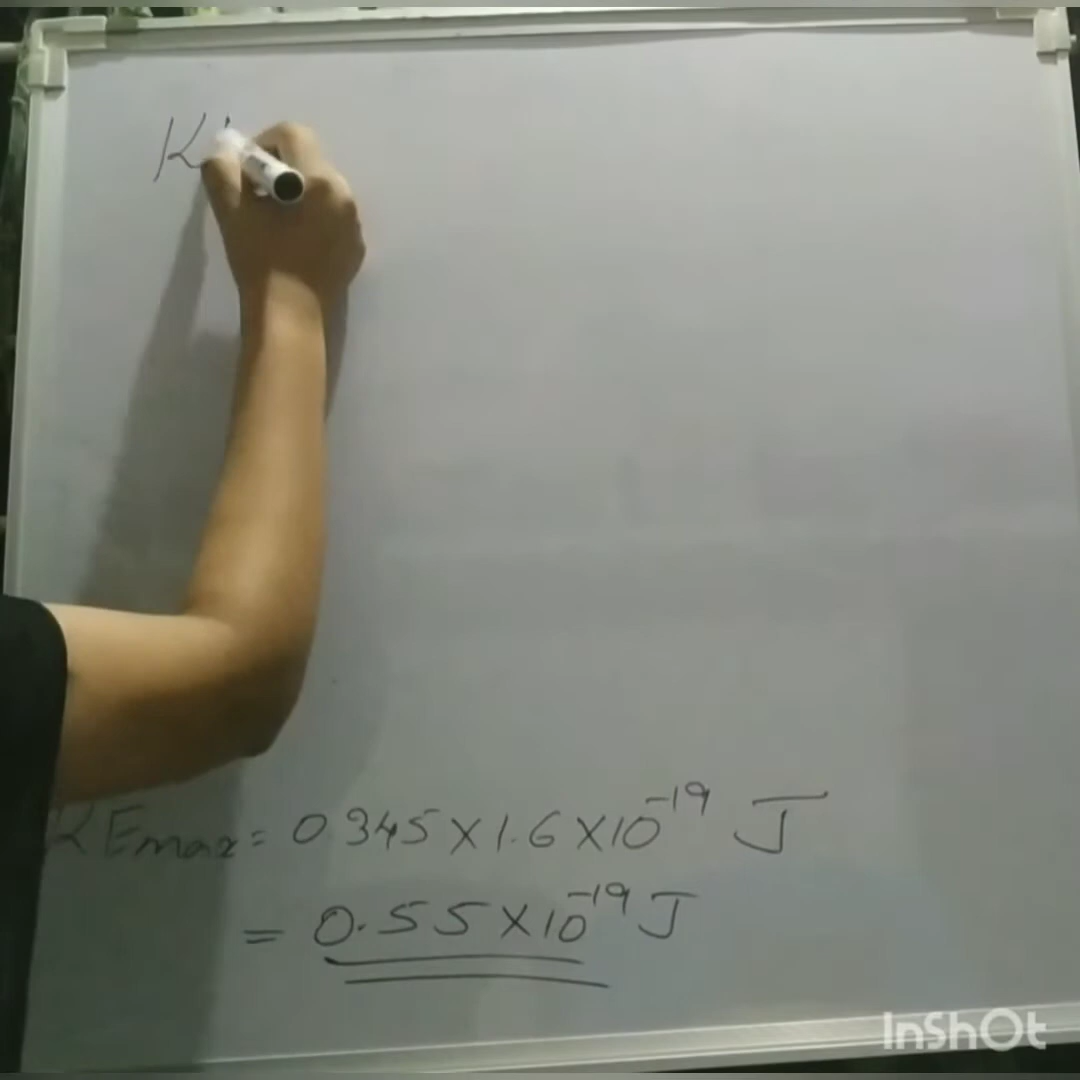 K
KEmax = 0.345 X 1.6 X 10⁻¹⁹ J
= 0.55 X 10⁻¹⁹ J
InShOt